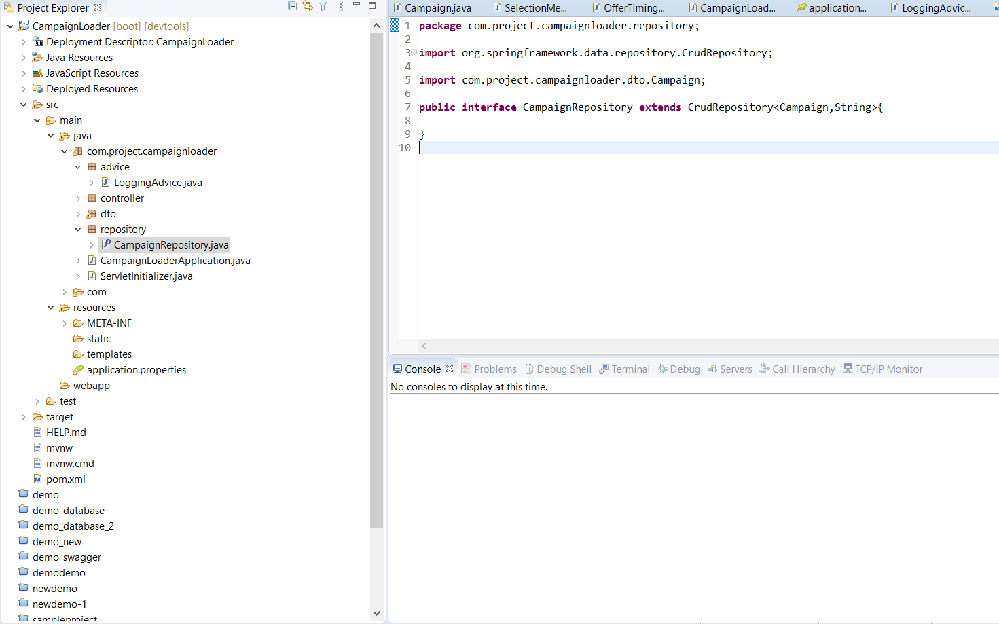 Project Explorer
CampaignLoader [boot] [devtools]
Deployment Descriptor: CampaignLoader
Java Resources
JavaScript Resources
Deployed Resources
src
main
java
com.project.campaignloader
advice
LoggingAdvice.java
controller
dto
repository
CampaignRepository.java
CampaignLoaderApplication.java
ServletInitializer.java
com
resources
META-INF
static
templates
application.properties
webapp
test
target
HELP.md
mvnw
mvnw.cmd
pom.xml
demo
demo_database
demo_database_2
demo_new
demo_swagger
demodemo
newdemo
newdemo-1
sampleproject
Campaign.java SelectionMe... OfferTiming... CampaignLoad... application... LoggingAdvic...
1 package com.project.campaignloader.repository;
2
3 import org.springframework.data.repository.CrudRepository;
4
5 import com.project.campaignloader.dto.Campaign;
6
7 public interface CampaignRepository extends CrudRepository<Campaign,String>{
8
9 }
10
Console Problems Debug Shell Terminal Debug Servers Call Hierarchy TCP/IP Monitor
No consoles to display at this time.